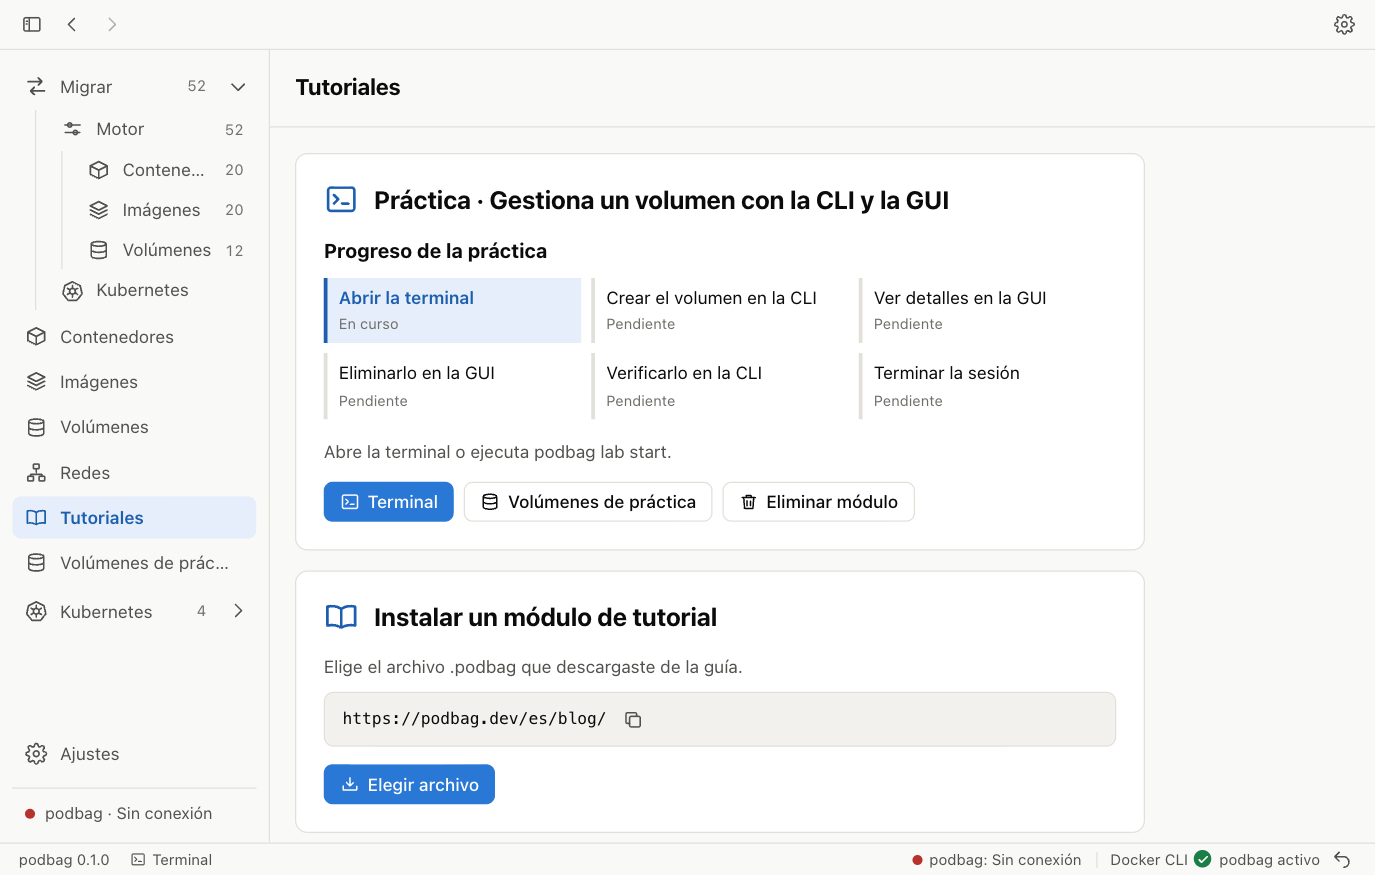 Migrar 52
Motor 52
Contene... 20
Imágenes 20
Volúmenes 12
Kubernetes
Contenedores
Imágenes
Volúmenes
Redes
Tutoriales
Volúmenes de prác...
Kubernetes 4
Ajustes
podbag · Sin conexión
Tutoriales
Práctica · Gestiona un volumen con la CLI y la GUI
Progreso de la práctica
Abrir la terminal
En curso
Crear el volumen en la CLI
Pendiente
Ver detalles en la GUI
Pendiente
Eliminarlo en la GUI
Pendiente
Verificarlo en la CLI
Pendiente
Terminar la sesión
Pendiente
Abre la terminal o ejecuta podbag lab start.
Terminal
Volúmenes de práctica
Eliminar módulo
Instalar un módulo de tutorial
Elige el archivo .podbag que descargaste de la guía.
https://podbag.dev/es/blog/
Elegir archivo
podbag 0.1.0
Terminal
podbag: Sin conexión
Docker CLI
podbag activo